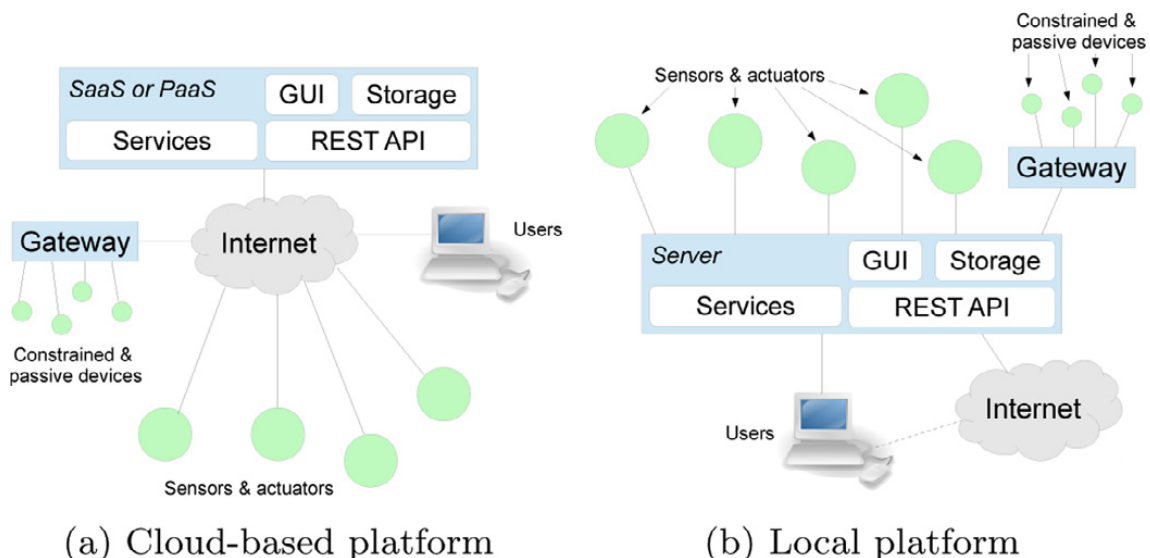 SaaS or PaaS
GUI
Storage
Services
REST API
Gateway
Internet
Users
Constrained &
passive devices
Sensors & actuators
(a) Cloud-based platform
Constrained &
passive devices
Sensors & actuators
Gateway
Server
GUI
Storage
Services
REST API
Users
Internet
(b) Local platform